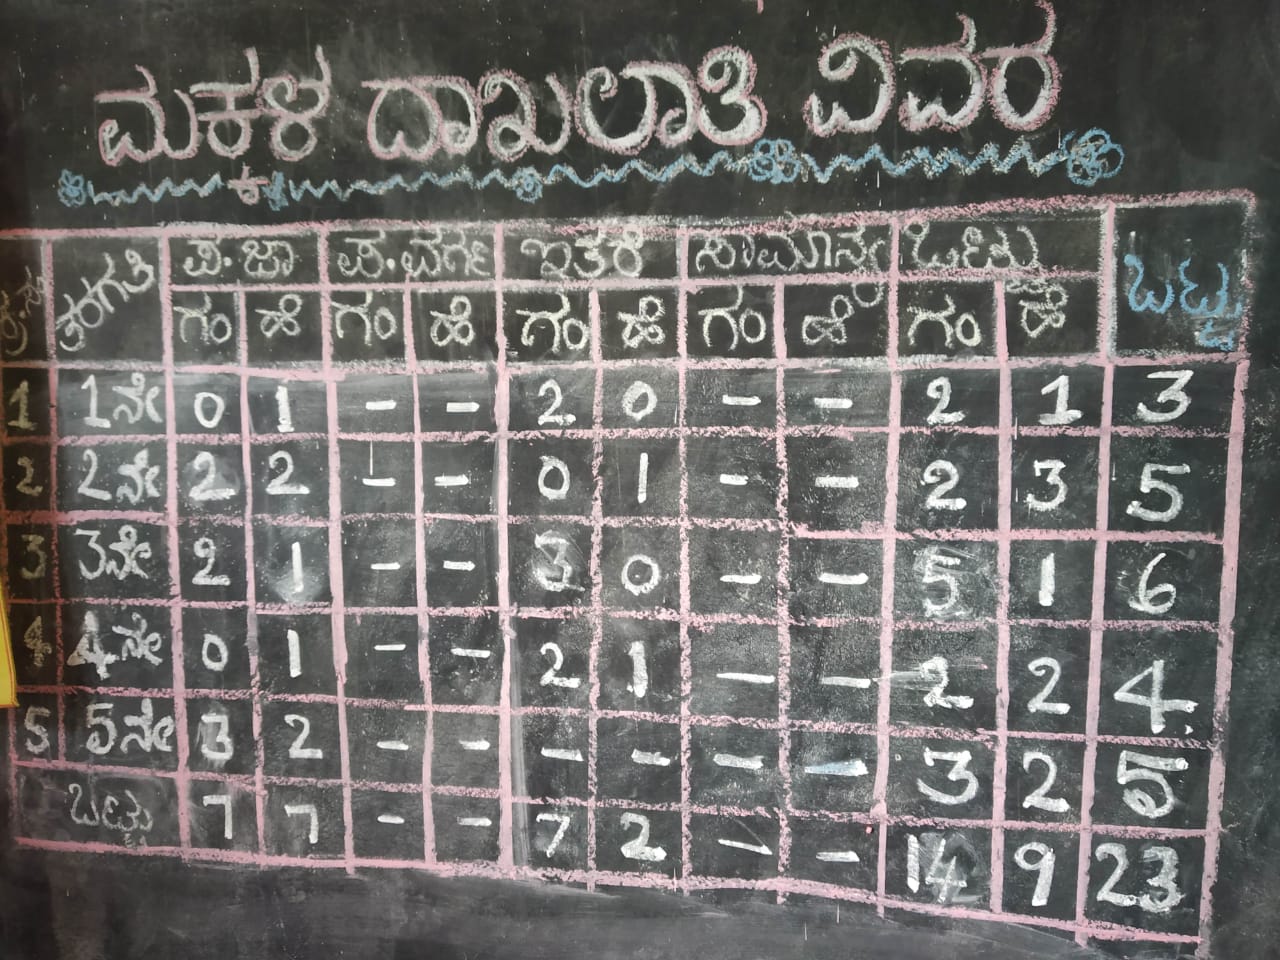 ಮಕ್ಕಳ ದಾಖಲಾತಿ ವಿವರ
ಕ್ರ.ಸಂ ತರಗತಿ ಪ.ಜಾ ಪ.ವರ್ಗ ಇತರೆ ಸಾಮಾನ್ಯ ಒಟ್ಟು ಒಟ್ಟು
ಗಂ ಹೆ ಗಂ ಹೆ ಗಂ ಹೆ ಗಂ ಹೆ ಗಂ ಹೆ
1 1ನೇ 0 1 - - 2 0 - - 2 1 3
2 2ನೇ 2 2 - - 0 1 - - 2 3 5
3 3ನೇ 2 1 - - 3 0 - - 5 1 6
4 4ನೇ 0 1 - - 2 1 - - 2 2 4
5 5ನೇ 3 2 - - - - - - 3 2 5
ಒಟ್ಟು 7 7 - - 7 2 - - 14 9 23